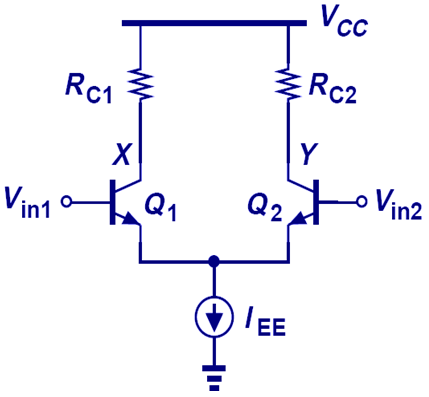 VCC
RC1 RC2
X Y
Vin1 Q1 Q2 Vin2
IEE